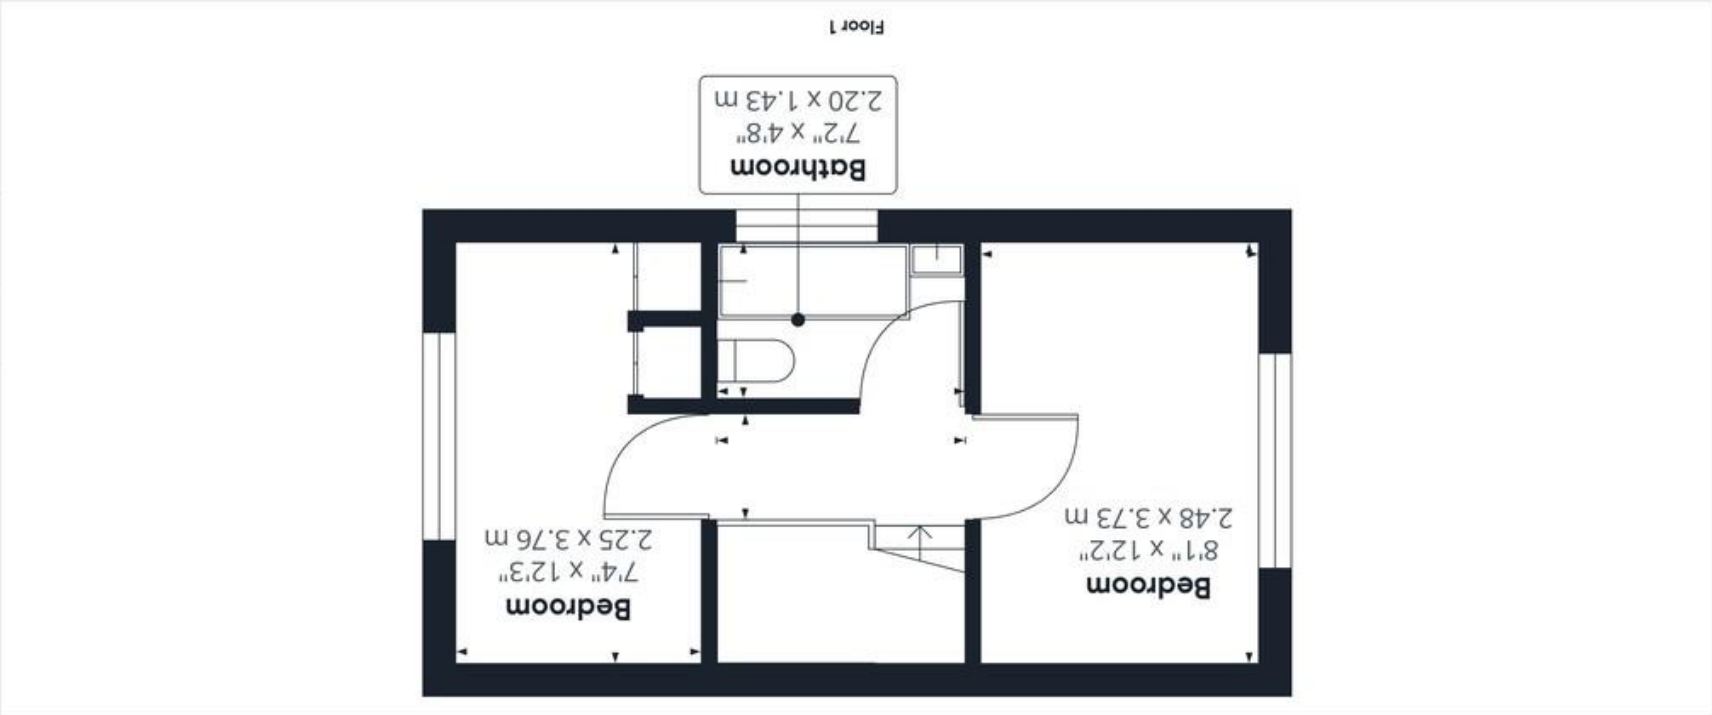 Bedroom
8'1" x 12'2"
2.48 x 3.73 m
Bedroom
7'4" x 12'3"
2.25 x 3.76 m
Bathroom
7'2" x 4'8"
2.20 x 1.43 m
Floor 1